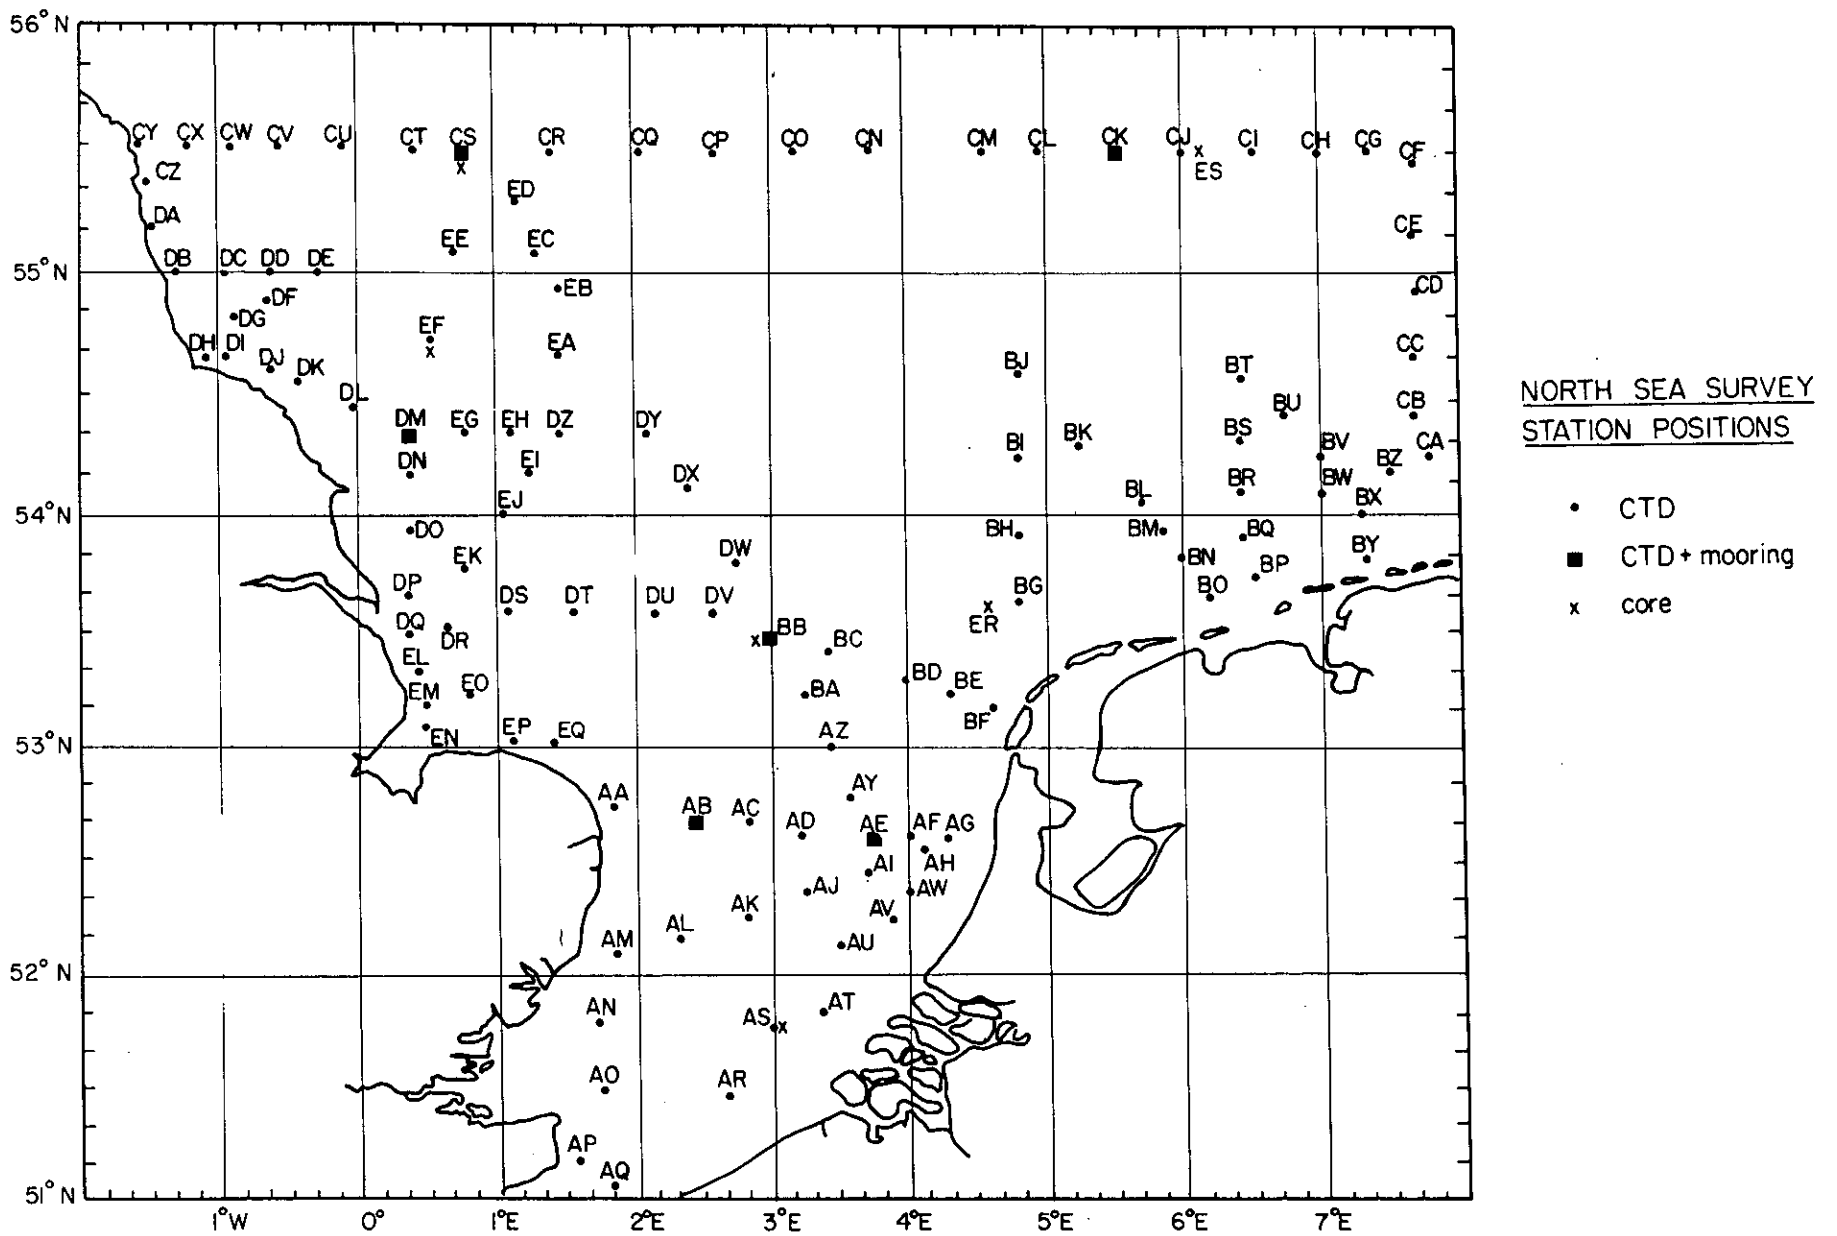 56° N
CY CX CW CV CU CT CS CR CQ CP CO CN CM CL CK CJ CI CH CG CF
CZ ED ES
DA EE EC CE
DB DC DD DE
55° N
DF EB CD
DG EF
DH DI EA CC
DJ DK BJ BT
NORTH SEA SURVEY
STATION POSITIONS
DL BU CB
DM EG EH DZ DY BI BK BS BV CA
DN EI DX BR BW BZ
EJ BL BX
54° N
DO BH BM BQ
EK DW BN BP BY
DP DS DT DU DV BG BO
DQ DR BB ER
EL BC
EM EO BA BD BE
EN EP EQ AZ BF
53° N
AA AB AC AD AY AE AF AG
AI AH
AJ AW
AK AV
AL AM AU
52° N
AN AS AT
AO AR
AP
AQ
51° N
1°W 0° 1°E 2°E 3°E 4°E 5°E 6°E 7°E
CTD
CTD + mooring
x core